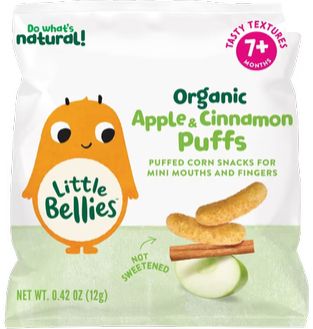 Do what's
natural!
TASTY TEXTURES
7+
MONTHS
Organic
Apple & Cinnamon
Puffs
PUFFED CORN SNACKS FOR
MINI MOUTHS AND FINGERS
Little
Bellies
NOT
SWEETENED
NET WT. 0.42 OZ (12g)